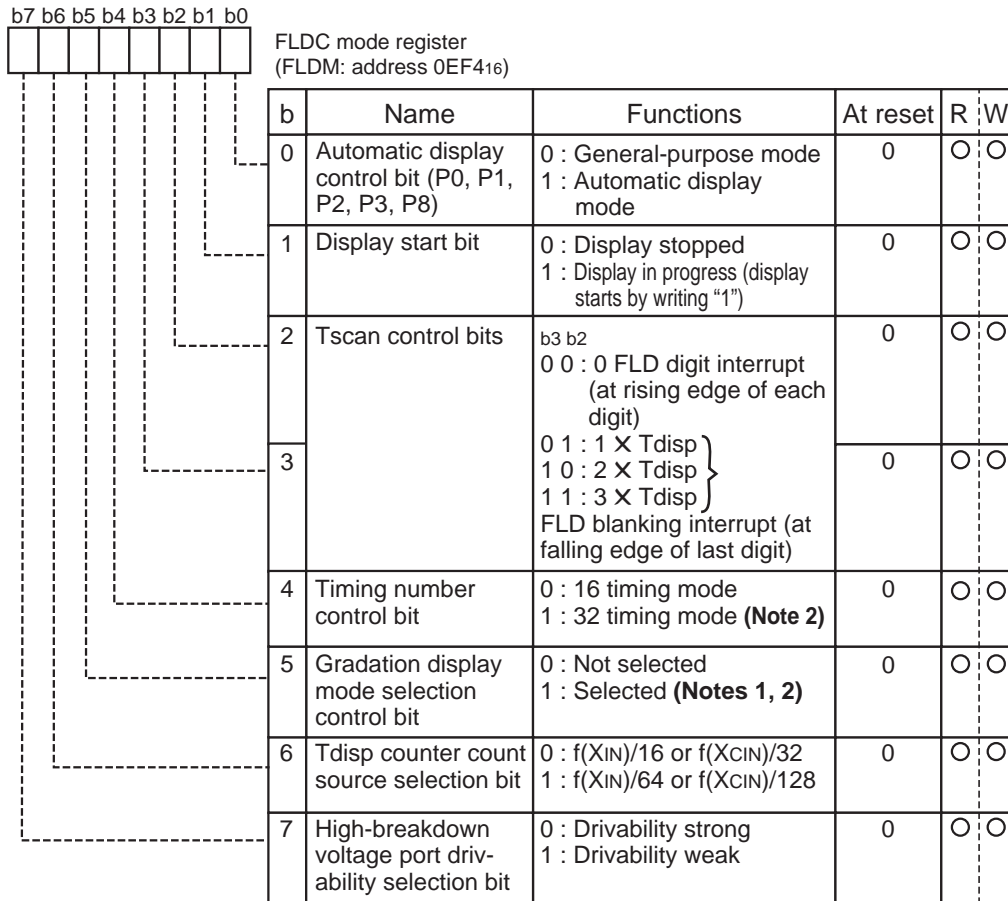 b7 b6 b5 b4 b3 b2 b1 b0
FLDC mode register
(FLDM: address 0EF416)
b Name Functions At reset R W
0 Automatic display 0 : General-purpose mode 0 O O
control bit (P0, P1, 1 : Automatic display
P2, P3, P8) mode
1 Display start bit 0 : Display stopped 0 O O
1 : Display in progress (display
starts by writing “1”)
2 Tscan control bits b3 b2 0 O O
0 0 : 0 FLD digit interrupt
(at rising edge of each
digit)
0 1 : 1 ✕ Tdisp
3 1 0 : 2 ✕ Tdisp 0 O O
1 1 : 3 ✕ Tdisp
FLD blanking interrupt (at
falling edge of last digit)
4 Timing number 0 : 16 timing mode 0 O O
control bit 1 : 32 timing mode (Note 2)
5 Gradation display 0 : Not selected 0 O O
mode selection 1 : Selected (Notes 1, 2)
control bit
6 Tdisp counter count 0 : f(XIN)/16 or f(XCIN)/32 0 O O
source selection bit 1 : f(XIN)/64 or f(XCIN)/128
7 High-breakdown 0 : Drivability strong 0 O O
voltage port driv- 1 : Drivability weak
ability selection bit